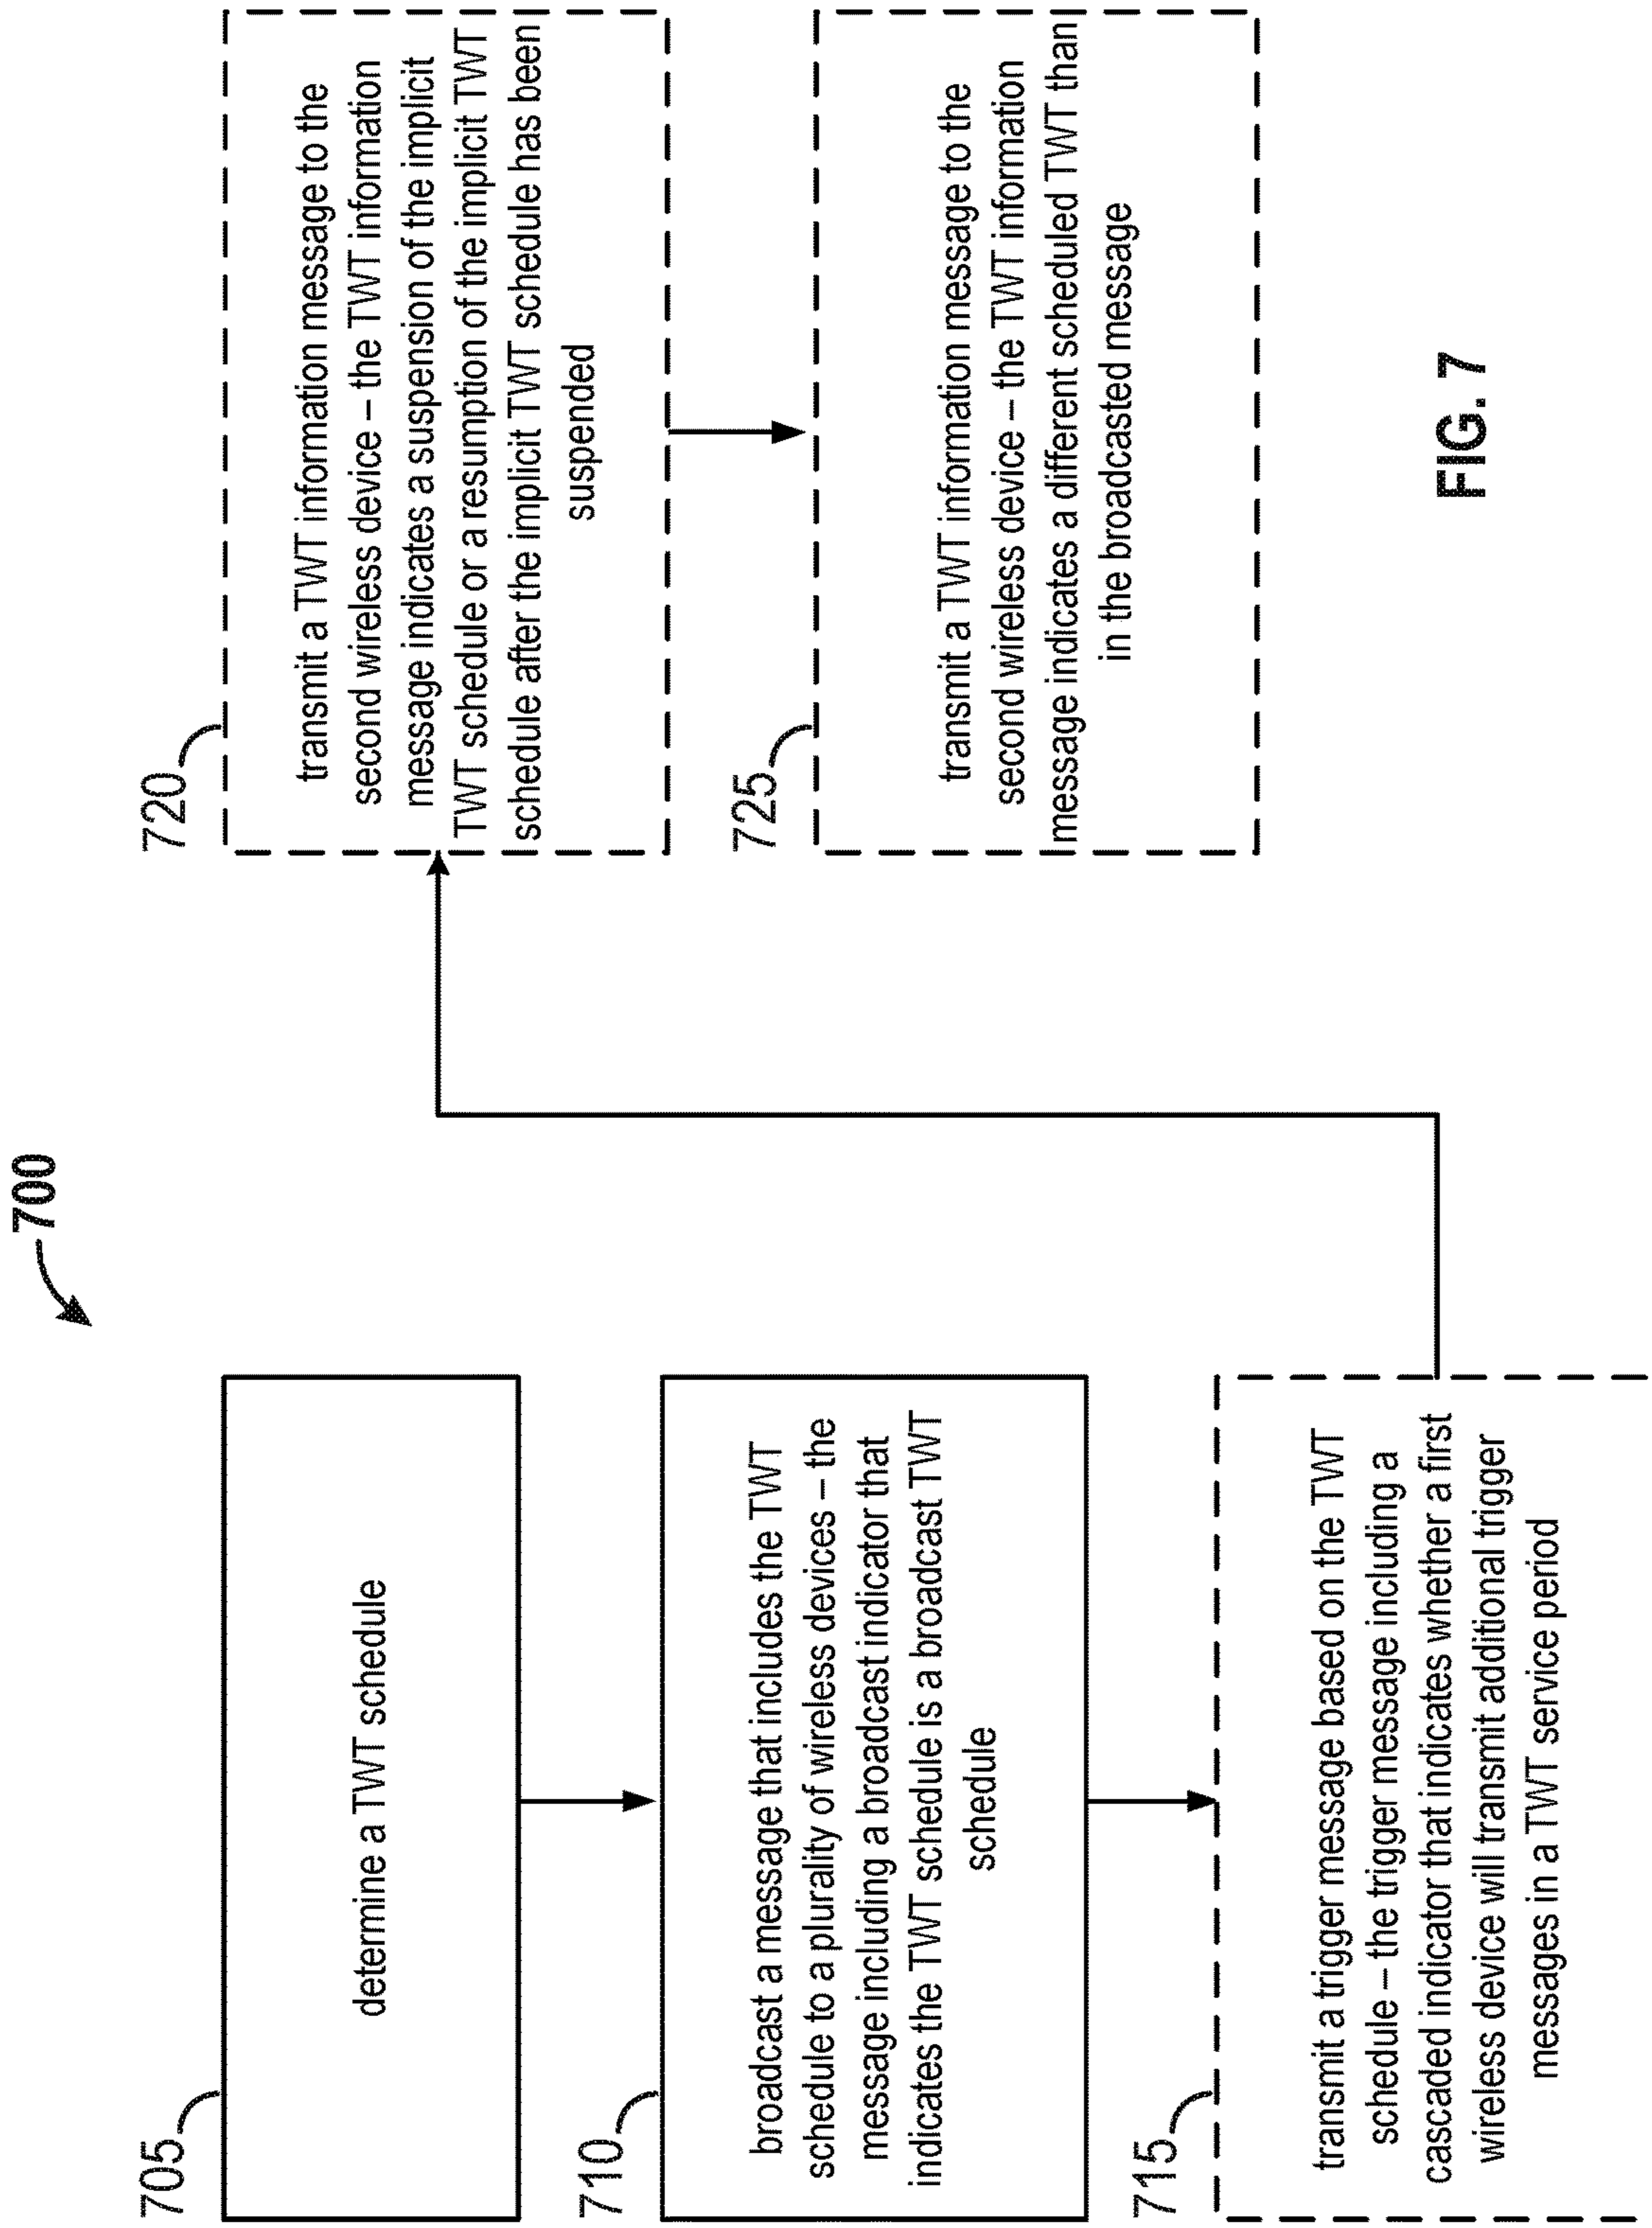 700
705
determine a TWT schedule
710
broadcast a message that includes the TWT
schedule to a plurality of wireless devices – the
message including a broadcast indicator that
indicates the TWT schedule is a broadcast TWT
schedule
715
transmit a trigger message based on the TWT
schedule – the trigger message including a
cascaded indicator that indicates whether a first
wireless device will transmit additional trigger
messages in a TWT service period
720
transmit a TWT information message to the
second wireless device – the TWT information
message indicates a suspension of the implicit
TWT schedule or a resumption of the implicit TWT
schedule after the implicit TWT schedule has been
suspended
725
transmit a TWT information message to the
second wireless device – the TWT information
message indicates a different scheduled TWT than
in the broadcasted message
FIG. 7